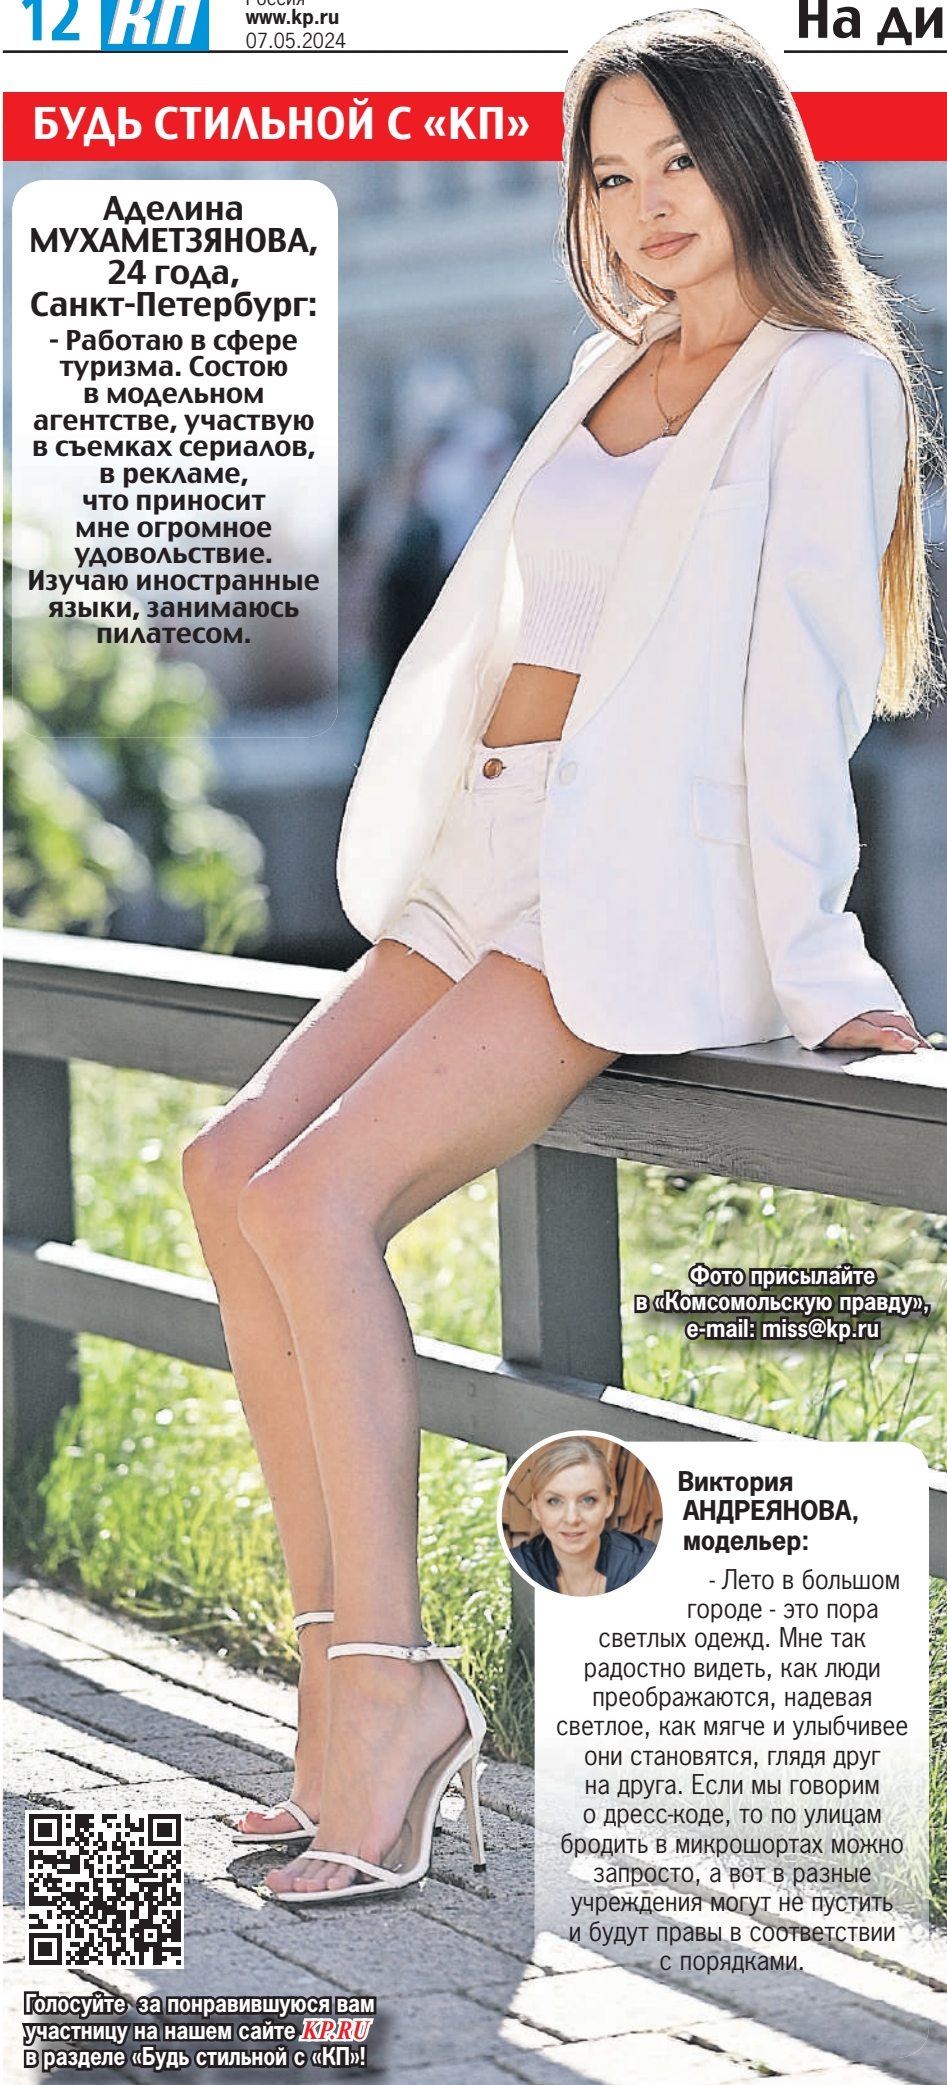 12 КП
Россия
www.kp.ru
07.05.2024
На ди
БУДЬ СТИЛЬНОЙ С «КП»
Аделина
МУХАМЕТЗЯНОВА,
24 года,
Санкт-Петербург:
- Работаю в сфере
туризма. Состою
в модельном
агентстве, участвую
в съемках сериалов,
в рекламе,
что приносит
мне огромное
удовольствие.
Изучаю иностранные
языки, занимаюсь
пилатесом.
Фото присылайте
в «Комсомольскую правду»,
e-mail: miss@kp.ru
Виктория
АНДРЕЯНОВА,
модельер:
- Лето в большом
городе - это пора
светлых одежд. Мне так
радостно видеть, как люди
преображаются, надевая
светлое, как мягче и улыбчивее
они становятся, глядя друг
на друга. Если мы говорим
о дресс-коде, то по улицам
бродить в микрошортах можно
запросто, а вот в разные
учреждения могут не пустить
и будут правы в соответствии
с порядками.
Голосуйте за понравившуюся вам
участницу на нашем сайте KP.RU
в разделе «Будь стильной с «КП»!